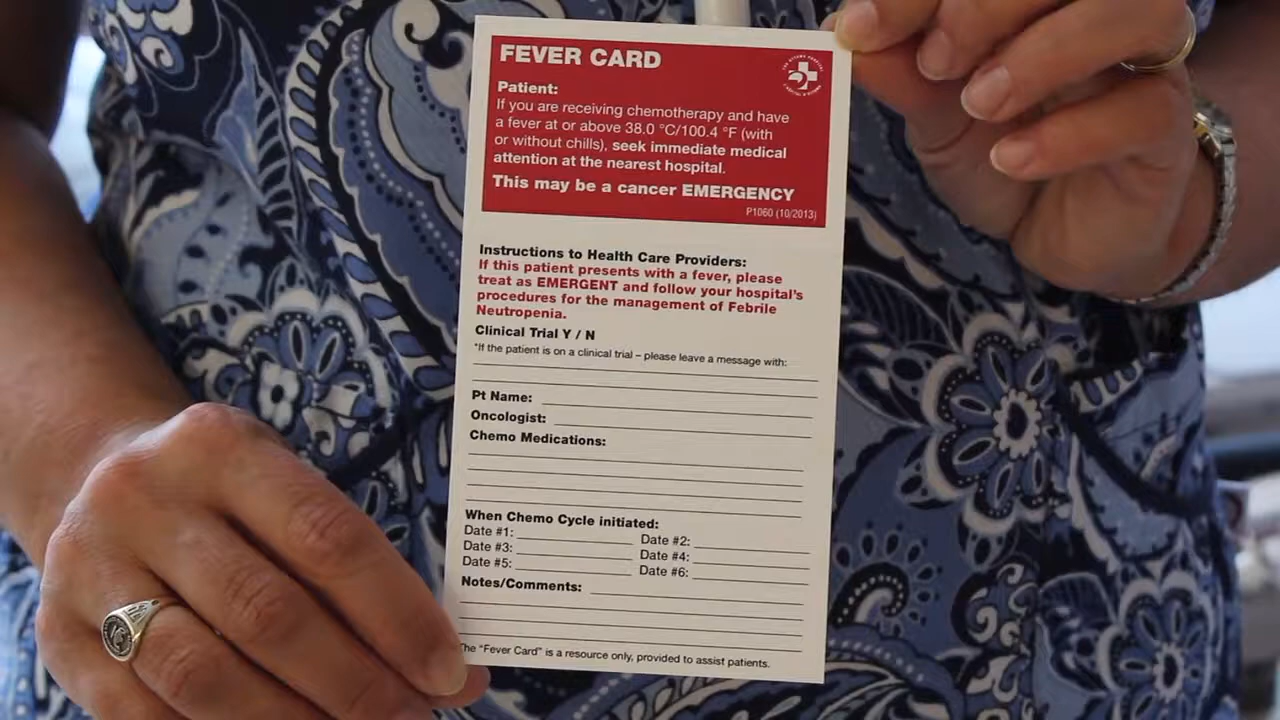 FEVER CARD
Patient:
If you are receiving chemotherapy and have
a fever at or above 38.0 °C/100.4 °F (with
or without chills), seek immediate medical
attention at the nearest hospital.
This may be a cancer EMERGENCY
P1060 (10/2013)
Instructions to Health Care Providers:
If this patient presents with a fever, please
treat as EMERGENT and follow your hospital's
procedures for the management of Febrile
Neutropenia.
Clinical Trial Y / N
*If the patient is on a clinical trial – please leave a message with:
Pt Name:
Oncologist:
Chemo Medications:
When Chemo Cycle initiated:
Date #1: Date #2:
Date #3: Date #4:
Date #5: Date #6:
Notes/Comments:
The "Fever Card" is a resource only, provided to assist patients.